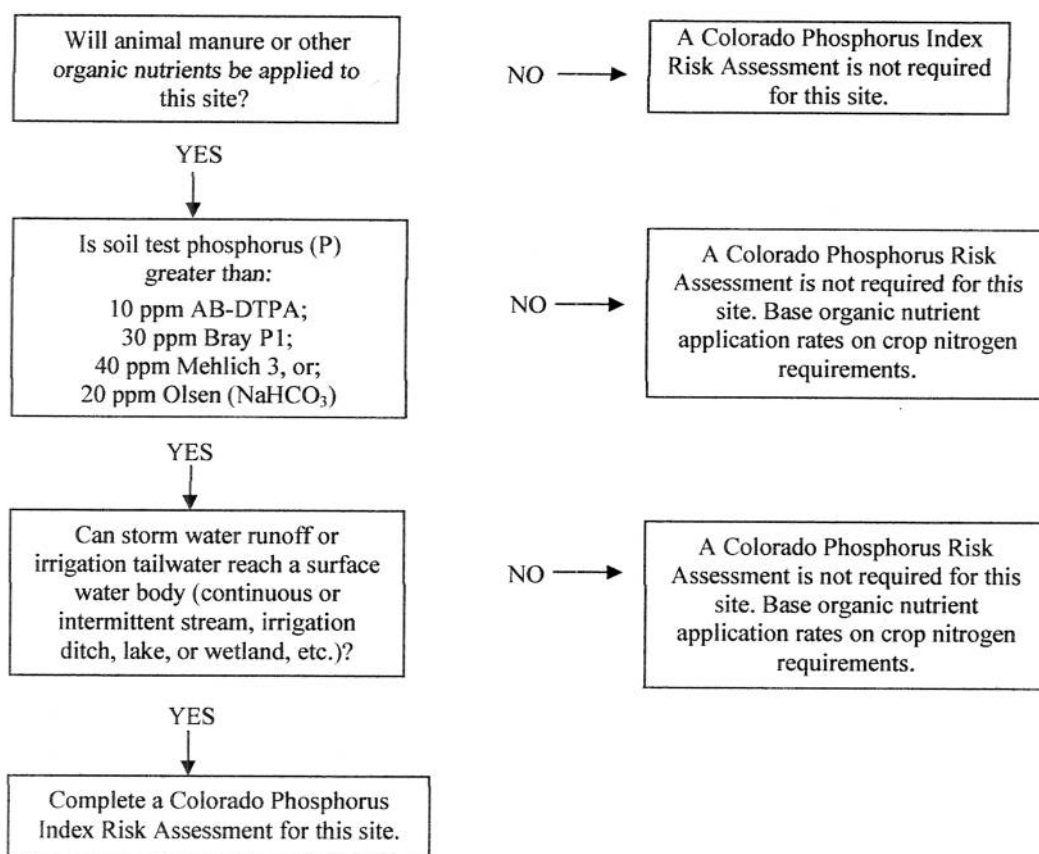 Will animal manure or other
organic nutrients be applied to
this site?
NO
A Colorado Phosphorus Index
Risk Assessment is not required
for this site.
YES
Is soil test phosphorus (P)
greater than:
10 ppm AB-DTPA;
30 ppm Bray P1;
40 ppm Mehlich 3, or;
20 ppm Olsen (NaHCO₃)
NO
A Colorado Phosphorus Risk
Assessment is not required for this
site. Base organic nutrient
application rates on crop nitrogen
requirements.
YES
Can storm water runoff or
irrigation tailwater reach a surface
water body (continuous or
intermittent stream, irrigation
ditch, lake, or wetland, etc.)?
NO
A Colorado Phosphorus Risk
Assessment is not required for this
site. Base organic nutrient
application rates on crop nitrogen
requirements.
YES
Complete a Colorado Phosphorus
Index Risk Assessment for this site.